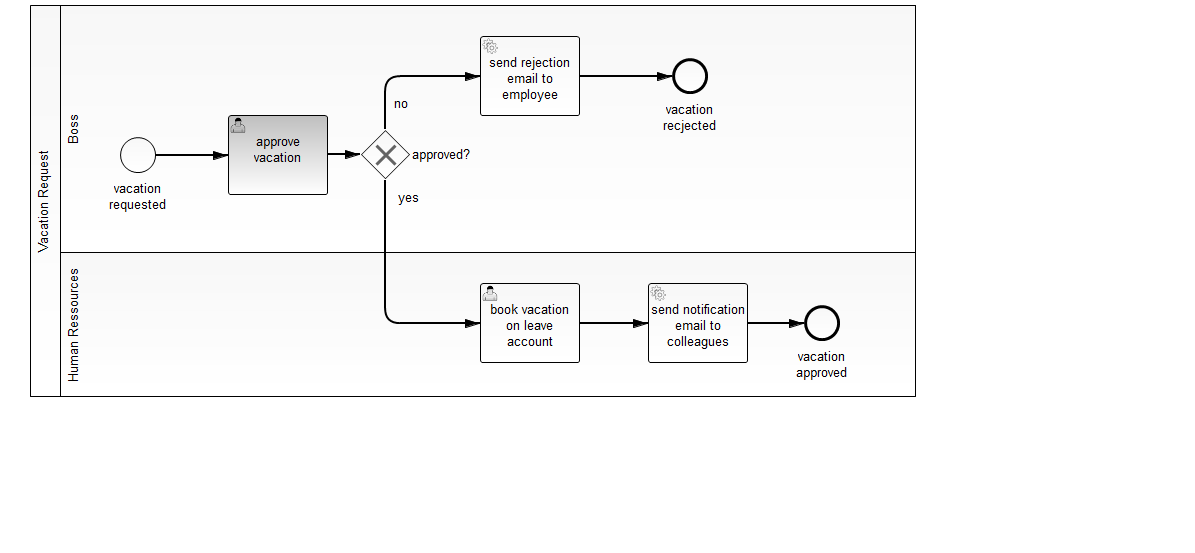 Vacation Request
Boss
vacation
requested
approve
vacation
approved?
no
yes
send rejection
email to
employee
vacation
recjected
Human Ressources
book vacation
on leave
account
send notification
email to
colleagues
vacation
approved